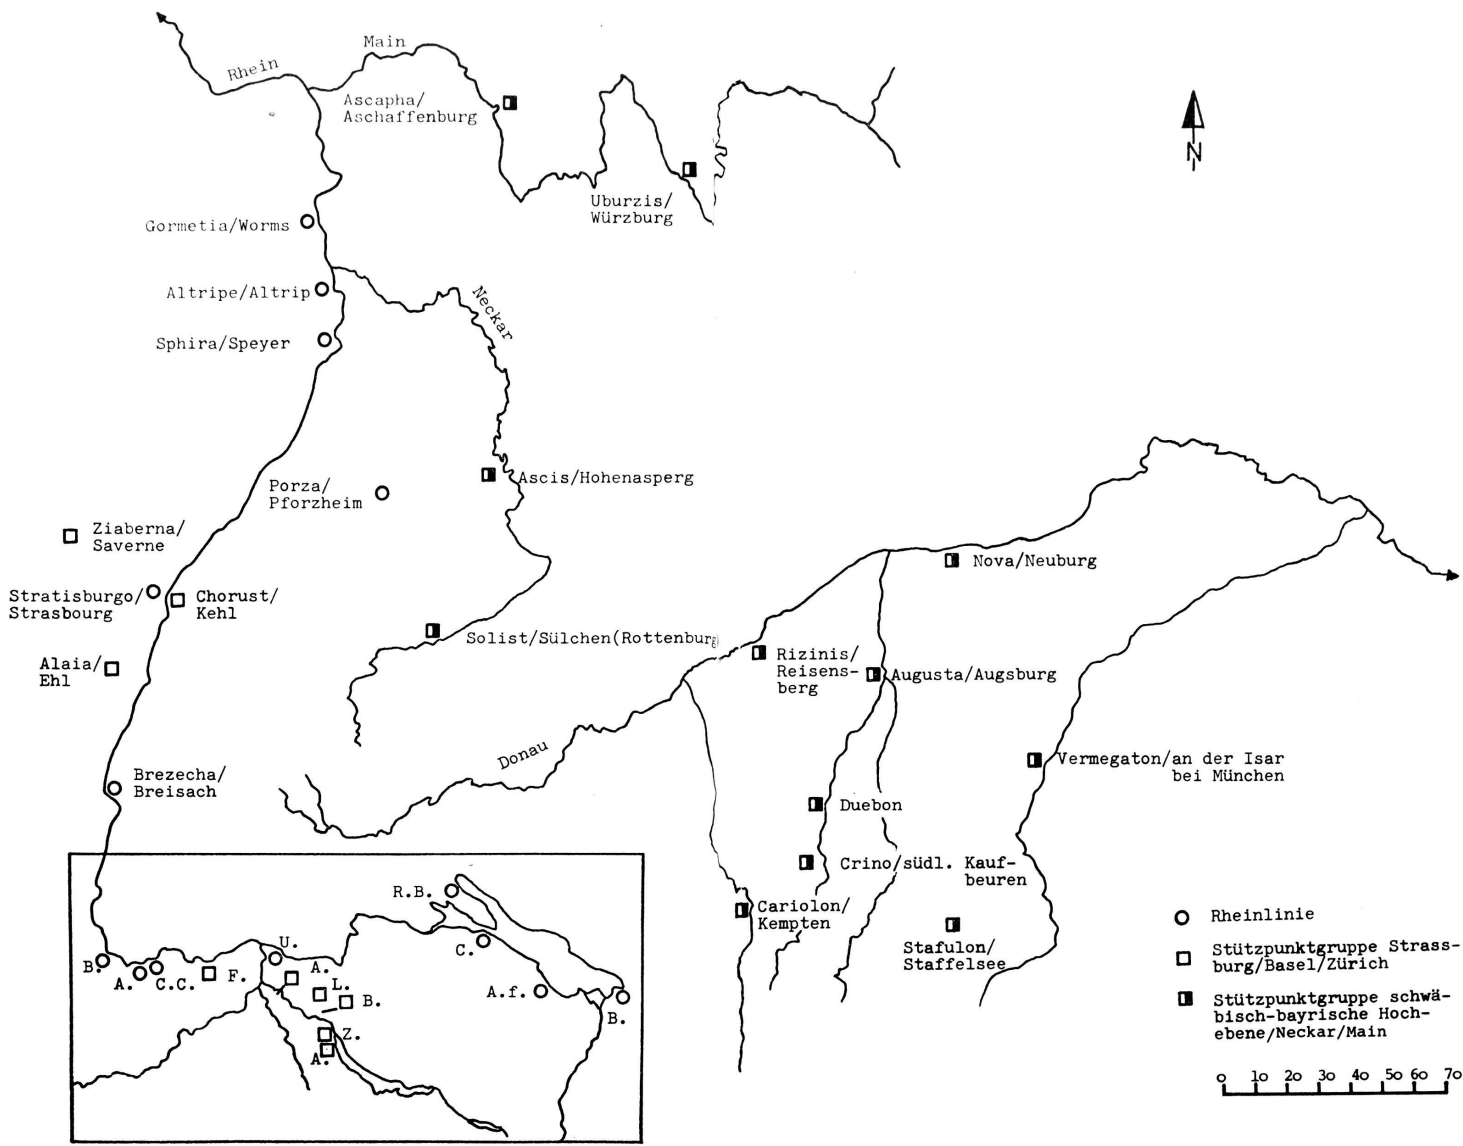 Main
Rhein
Ascapha/
Aschaffenburg
N
Uburzis/
Würzburg
Gormetia/Worms
Altripe/Altrip
Neckar
Sphira/Speyer
Ascis/Hohenasperg
Porza/
Pforzheim
Ziaberna/
Saverne
Nova/Neuburg
Stratisburgo/
Strasbourg
Chorust/
Kehl
Solist/Sülchen(Rottenburg)
Alaia/
Ehl
Rizinis/
Reisens-
berg
Augusta/Augsburg
Donau
Vermegaton/an der Isar
bei München
Brezecha/
Breisach
Duebon
Crino/südl. Kauf-
beuren
Cariolon/
Kempten
Stafulon/
Staffelsee
R.B.
U.
C.
B.
A.
C.C.
F.
A.
L.
B.
A.f.
B.
Z.
A.
Rheinlinie
Stützpunktgruppe Strass-
burg/Basel/Zürich
Stützpunktgruppe schwä-
bisch-bayrische Hoch-
ebene/Neckar/Main
0 10 20 30 40 50 60 70